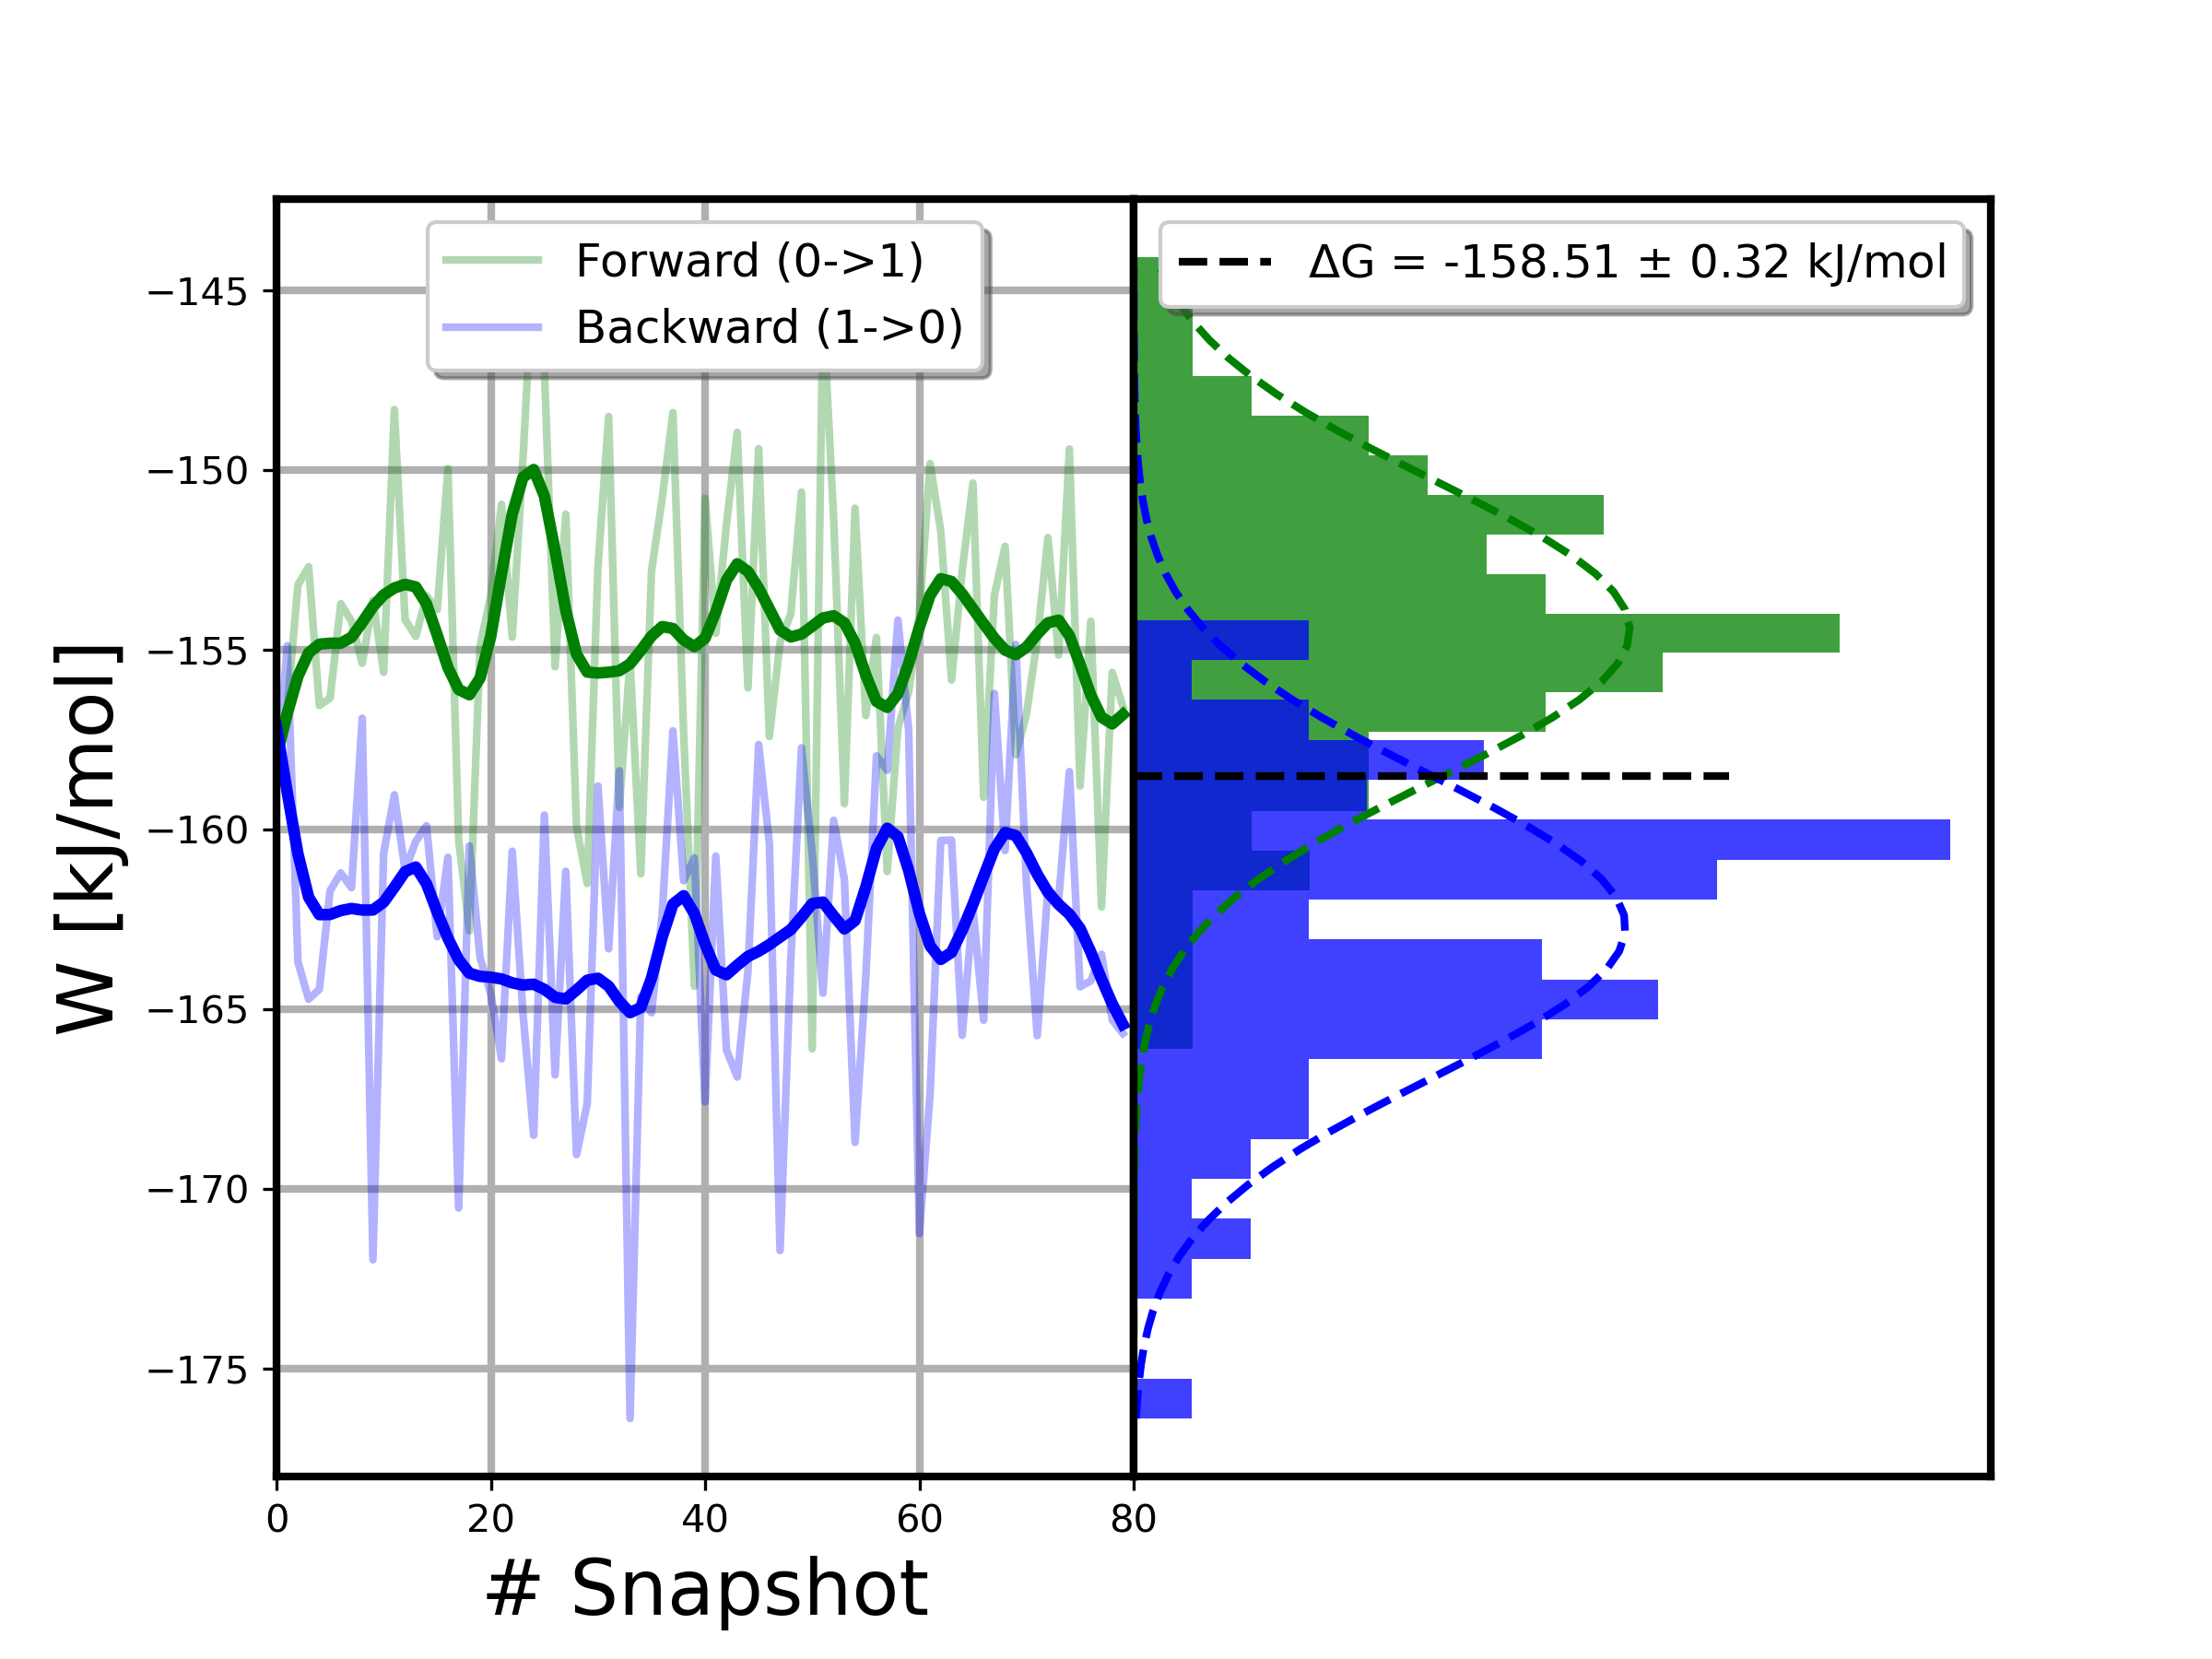 Forward (0->1)
Backward (1->0)
ΔG = -158.51 ± 0.32 kJ/mol
W [kJ/mol]
−145
−150
−155
−160
−165
−170
−175
0 20 40 60 80
# Snapshot